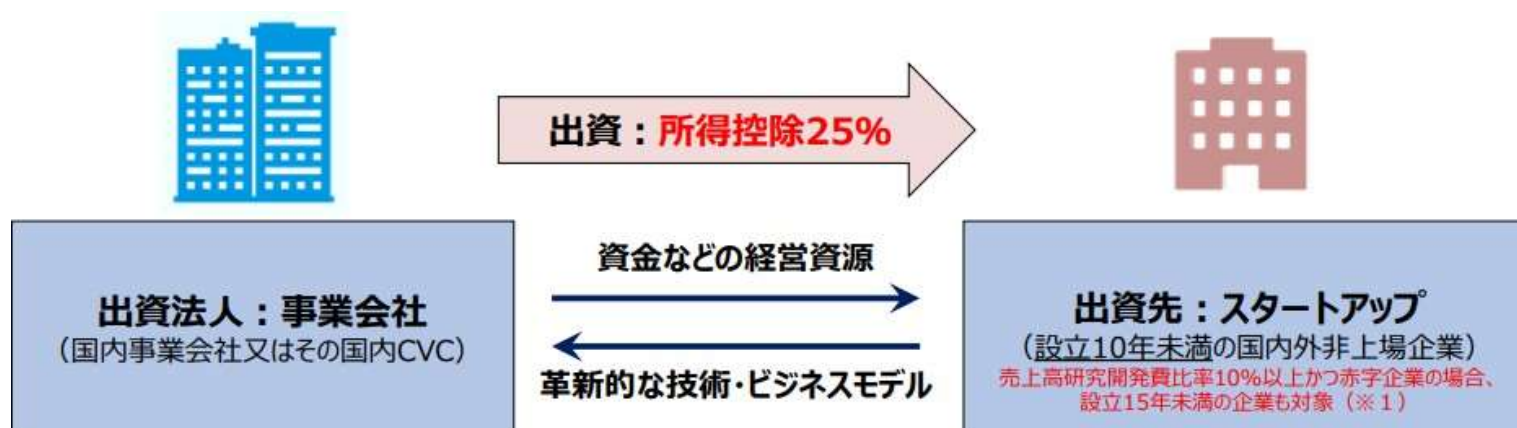 出資：所得控除25%
資金などの経営資源
出資法人：事業会社
（国内事業会社又はその国内CVC）
革新的な技術・ビジネスモデル
出資先：スタートアップ
（設立10年未満の国内外非上場企業）
売上高研究開発費比率10%以上かつ赤字企業の場合、
設立15年未満の企業も対象（※１）